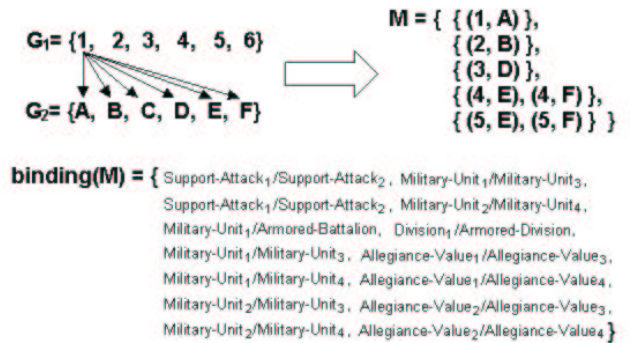 G₁= {1, 2, 3, 4, 5, 6}
G₂= {A, B, C, D, E, F}
M = { { (1, A) },
{ (2, B) },
{ (3, D) },
{ (4, E), (4, F) },
{ (5, E), (5, F) } }
binding(M) = { Support-Attack₁/Support-Attack₂, Military-Unit₁/Military-Unit₃,
Support-Attack₁/Support-Attack₂, Military-Unit₂/Military-Unit₄,
Military-Unit₁/Armored-Battalion, Division₁/Armored-Division,
Military-Unit₁/Military-Unit₃, Allegiance-Value₁/Allegiance-Value₃,
Military-Unit₁/Military-Unit₄, Allegiance-Value₁/Allegiance-Value₄,
Military-Unit₂/Military-Unit₃, Allegiance-Value₂/Allegiance-Value₃,
Military-Unit₂/Military-Unit₄, Allegiance-Value₂/Allegiance-Value₄ }